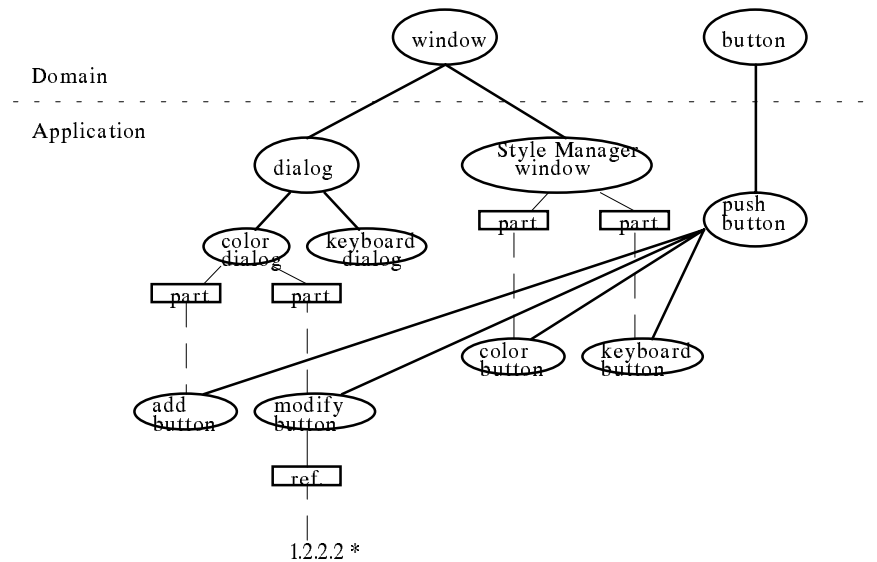 window
button
Domain
Application
dialog
Style Manager
window
push
button
part
part
color
dialog
keyboard
dialog
part
part
color
button
keyboard
button
add
button
modify
button
ref.
1.2.2.2 *